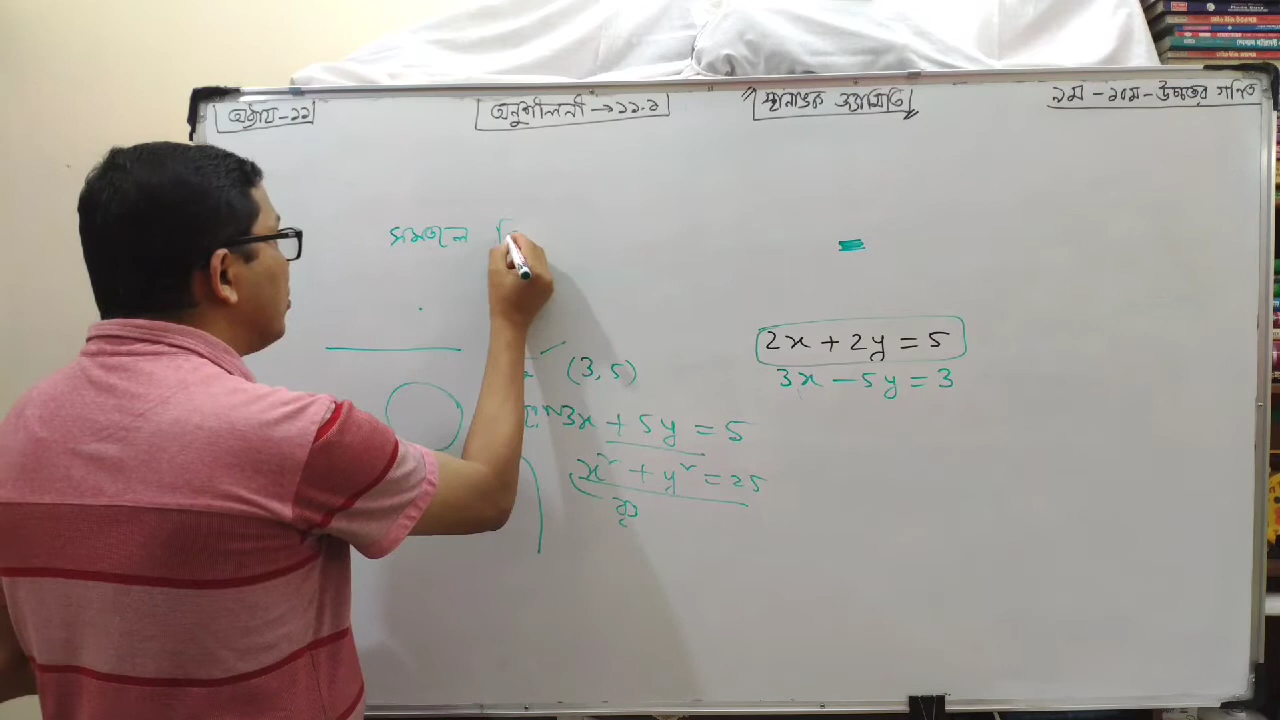 অধ্যায়-১১
অনুশীলনী→১১.১
"স্থানাঙ্ক জ্যামিতি"
৯ম-১০ম-উচ্চতর গণিত
সমতল
2x + 2y = 5
3x - 5y = 3
(3, 5)
3x + 5y = 5
x² + y² = 25
বৃত্ত